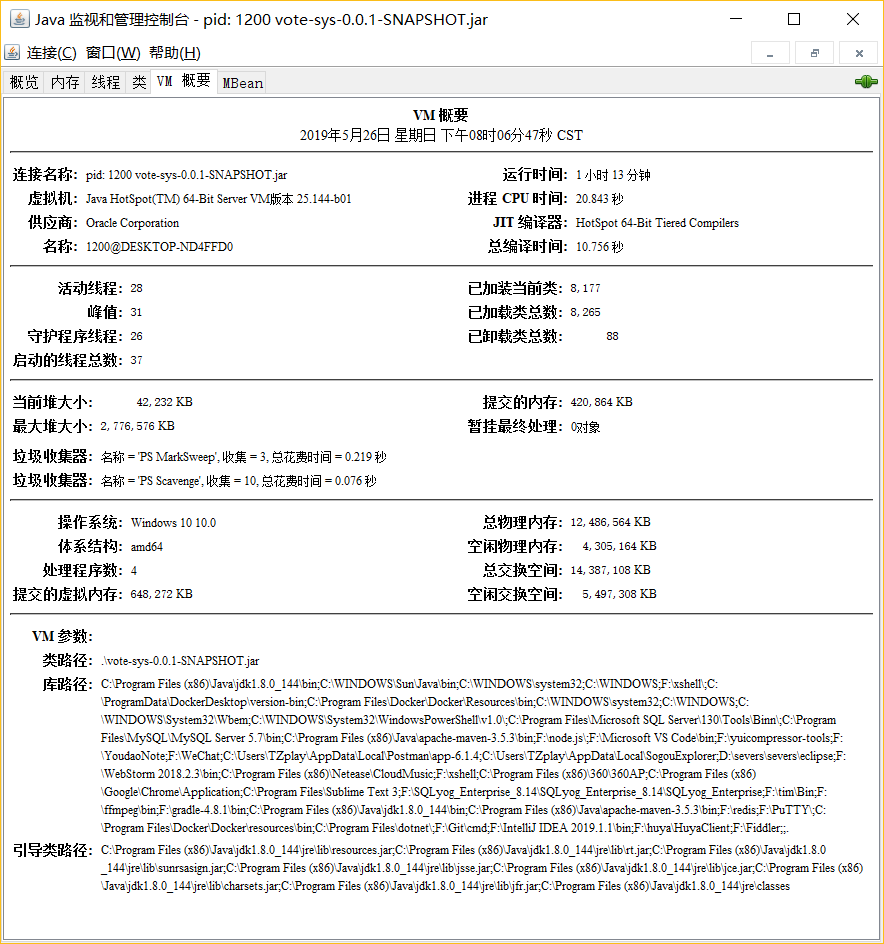 Java 监视和管理控制台 - pid: 1200 vote-sys-0.0.1-SNAPSHOT.jar
连接(C) 窗口(W) 帮助(H)
概览 内存 线程 类 VM 概要 MBean
VM 概要
2019年5月26日 星期日 下午08时06分47秒 CST
连接名称: pid: 1200 vote-sys-0.0.1-SNAPSHOT.jar 运行时间: 1 小时 13 分钟
虚拟机: Java HotSpot(TM) 64-Bit Server VM版本 25.144-b01 进程 CPU 时间: 20.843 秒
供应商: Oracle Corporation JIT 编译器: HotSpot 64-Bit Tiered Compilers
名称: 1200@DESKTOP-ND4FFD0 总编译时间: 10.756 秒
活动线程: 28 已加装当前类: 8,177
峰值: 31 已加载类总数: 8,265
守护程序线程: 26 已卸载类总数: 88
启动的线程总数: 37
当前堆大小: 42,232 KB 提交的内存: 420,864 KB
最大堆大小: 2,776,576 KB 暂挂最终处理: 0对象
垃圾收集器: 名称 = 'PS MarkSweep', 收集 = 3, 总花费时间 = 0.219 秒
垃圾收集器: 名称 = 'PS Scavenge', 收集 = 10, 总花费时间 = 0.076 秒
操作系统: Windows 10 10.0 总物理内存: 12,486,564 KB
体系结构: amd64 空闲物理内存: 4,305,164 KB
处理程序数: 4 总交换空间: 14,387,108 KB
提交的虚拟内存: 648,272 KB 空闲交换空间: 5,497,308 KB
VM 参数:
类路径: .\vote-sys-0.0.1-SNAPSHOT.jar
库路径: C:\Program Files (x86)\Java\jdk1.8.0_144\bin;C:\WINDOWS\Sun\Java\bin;C:\WINDOWS\system32;C:\WINDOWS;F:\xshell\;C:
\ProgramData\DockerDesktop\version-bin;C:\Program Files\Docker\Docker\Resources\bin;C:\WINDOWS\system32;C:\WINDOWS;C:
\WINDOWS\System32\Wbem;C:\WINDOWS\System32\WindowsPowerShell\v1.0\;C:\Program Files\Microsoft SQL Server\130\Tools\Binn\;C:\Program
Files\MySQL\MySQL Server 5.7\bin;C:\Program Files (x86)\Java\apache-maven-3.5.3\bin;F:\node.js\;F:\Microsoft VS Code\bin;F:\yuicompressor-tools;F:
\YoudaoNote;F:\WeChat;C:\Users\TZplay\AppData\Local\Postman\app-6.1.4;C:\Users\TZplay\AppData\Local\SogouExplorer;D:\severs\severs\eclipse;F:
\WebStorm 2018.2.3\bin;C:\Program Files (x86)\Netease\CloudMusic;F:\xshell;C:\Program Files (x86)\360\360AP;C:\Program Files (x86)
\Google\Chrome\Application;C:\Program Files\Sublime Text 3;F:\SQLyog_Enterprise_8.14\SQLyog_Enterprise_8.14\SQLyog_Enterprise;F:\tim\Bin;F:
\ffmpeg\bin;F:\gradle-4.8.1\bin;C:\Program Files (x86)\Java\jdk1.8.0_144\bin;C:\Program Files (x86)\Java\apache-maven-3.5.3\bin;F:\redis;F:\PuTTY\;C:
\Program Files\Docker\Docker\resources\bin;C:\Program Files\dotnet\;F:\Git\cmd;F:\IntelliJ IDEA 2019.1.1\bin;F:\huya\HuyaClient;F:\Fiddler;;.
引导类路径: C:\Program Files (x86)\Java\jdk1.8.0_144\jre\lib\resources.jar;C:\Program Files (x86)\Java\jdk1.8.0_144\jre\lib\rt.jar;C:\Program Files (x86)\Java\jdk1.8.0
_144\jre\lib\sunrsasign.jar;C:\Program Files (x86)\Java\jdk1.8.0_144\jre\lib\jsse.jar;C:\Program Files (x86)\Java\jdk1.8.0_144\jre\lib\jce.jar;C:\Program Files (x86)
\Java\jdk1.8.0_144\jre\lib\charsets.jar;C:\Program Files (x86)\Java\jdk1.8.0_144\jre\lib\jfr.jar;C:\Program Files (x86)\Java\jdk1.8.0_144\jre\classes